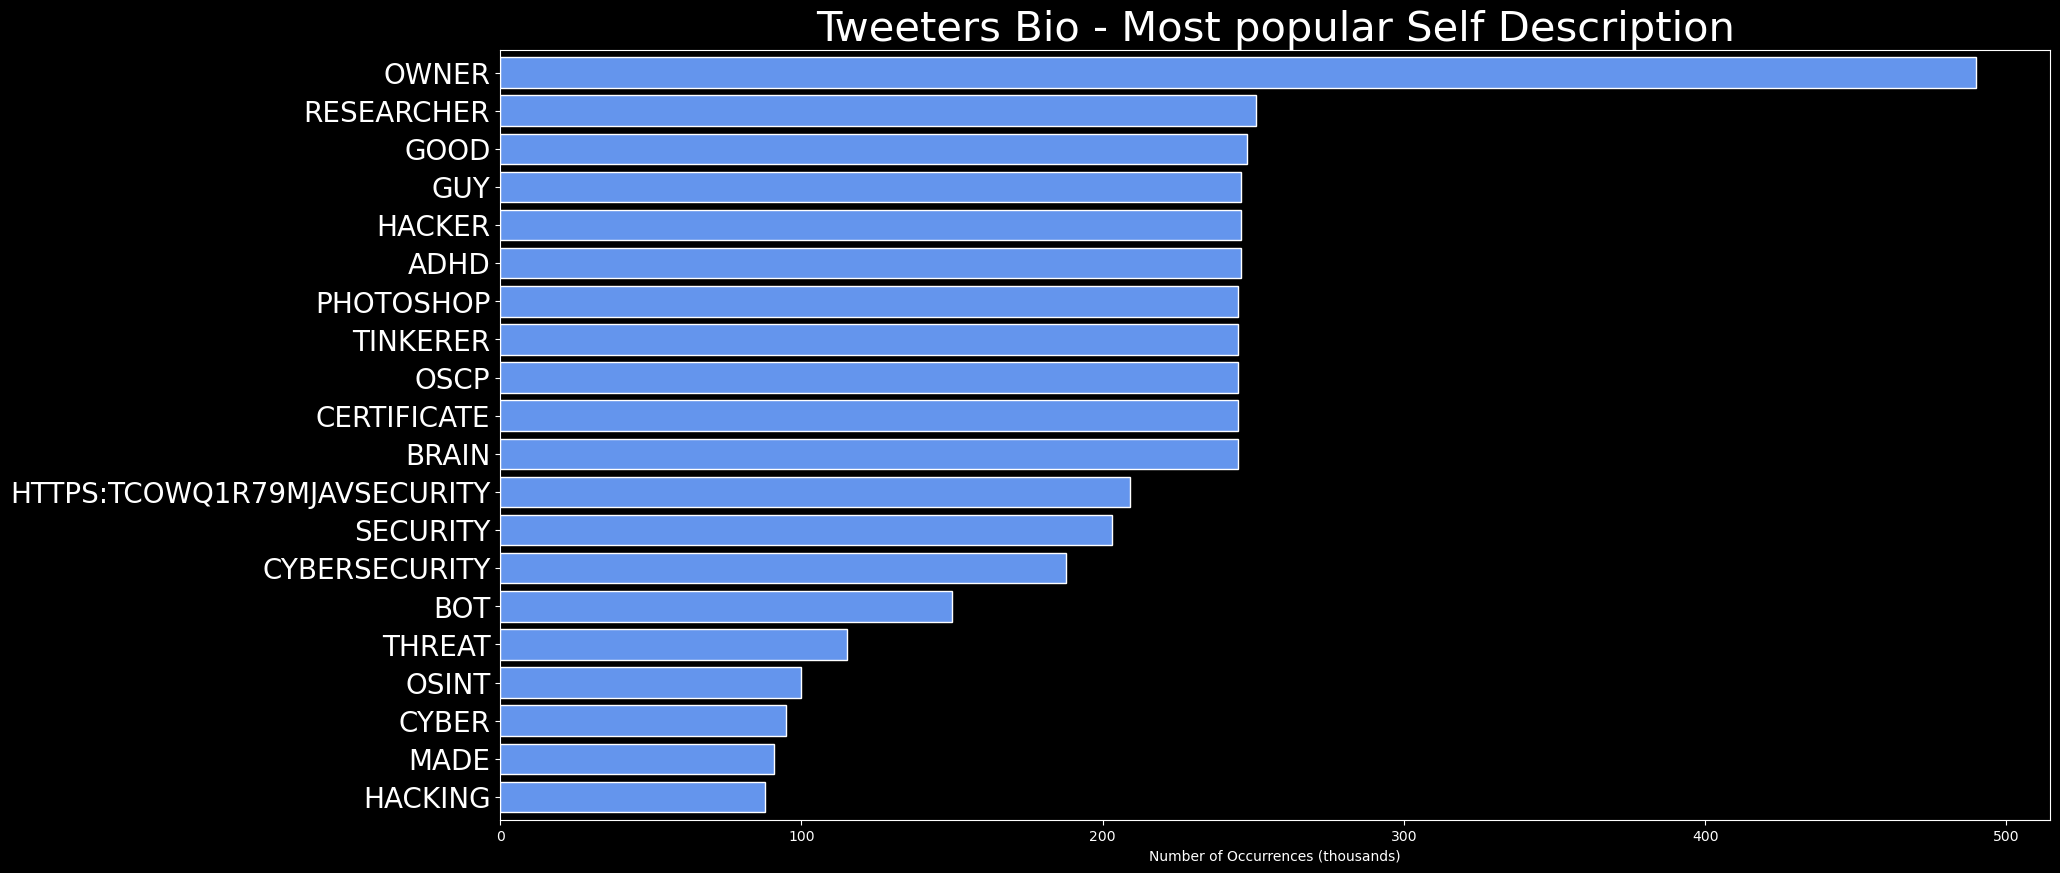 Tweeters Bio - Most popular Self Description
OWNER
RESEARCHER
GOOD
GUY
HACKER
ADHD
PHOTOSHOP
TINKERER
OSCP
CERTIFICATE
BRAIN
HTTPS:TCOWQ1R79MJAVSECURITY
SECURITY
CYBERSECURITY
BOT
THREAT
OSINT
CYBER
MADE
HACKING
0 100 200 300 400 500
Number of Occurrences (thousands)